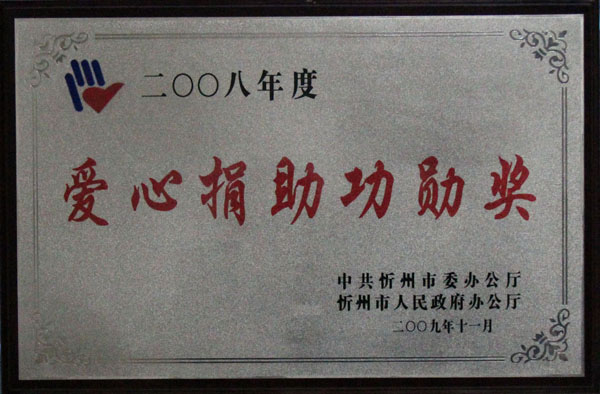 二〇〇八年度
爱心捐助功勋奖
中共忻州市委办公厅
忻州市人民政府办公厅
二〇〇九年十一月